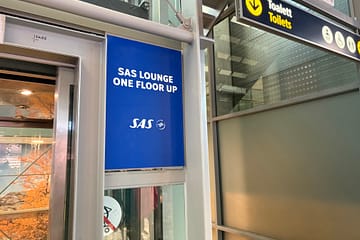 Toalett
Toilets
SAS LOUNGE
ONE FLOOR UP
SAS